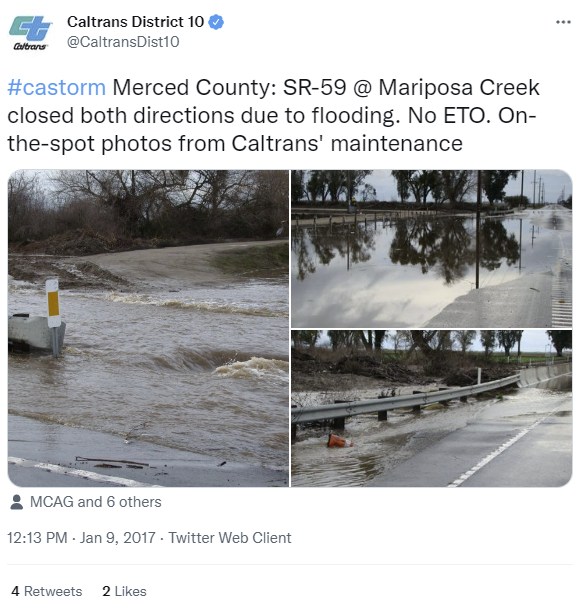 Caltrans District 10
@CaltransDist10
Caltrans
#castorm Merced County: SR-59 @ Mariposa Creek
closed both directions due to flooding. No ETO. On-
the-spot photos from Caltrans' maintenance
MCAG and 6 others
12:13 PM · Jan 9, 2017 · Twitter Web Client
4 Retweets 2 Likes